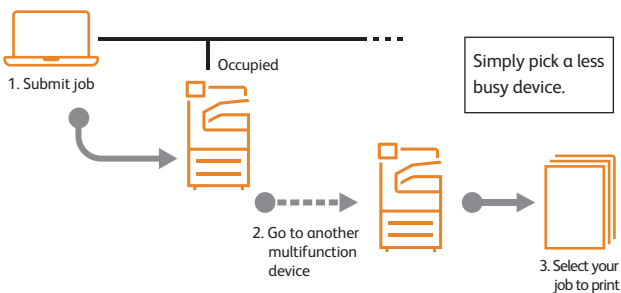 Occupied
1. Submit job
Simply pick a less
busy device.
2. Go to another
multifunction
device
3. Select your
job to print